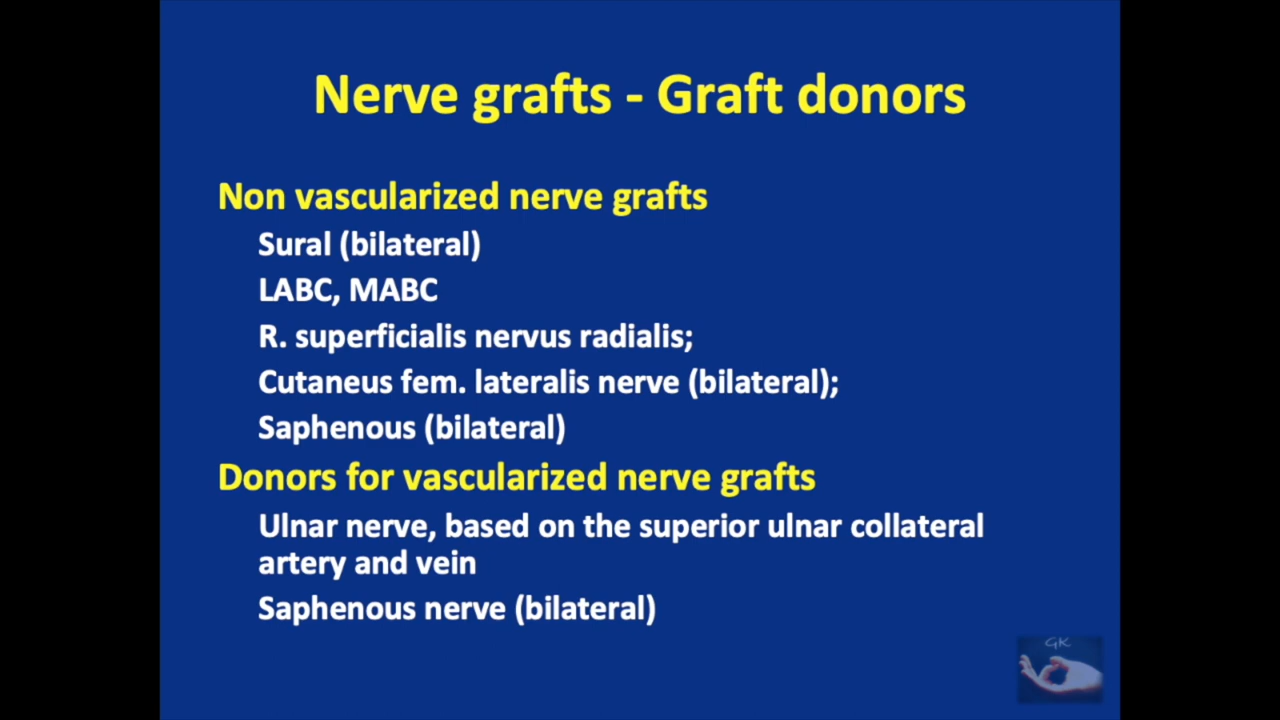 Nerve grafts - Graft donors
Non vascularized nerve grafts
Sural (bilateral)
LABC, MABC
R. superficialis nervus radialis;
Cutaneus fem. lateralis nerve (bilateral);
Saphenous (bilateral)
Donors for vascularized nerve grafts
Ulnar nerve, based on the superior ulnar collateral
artery and vein
Saphenous nerve (bilateral)
GK